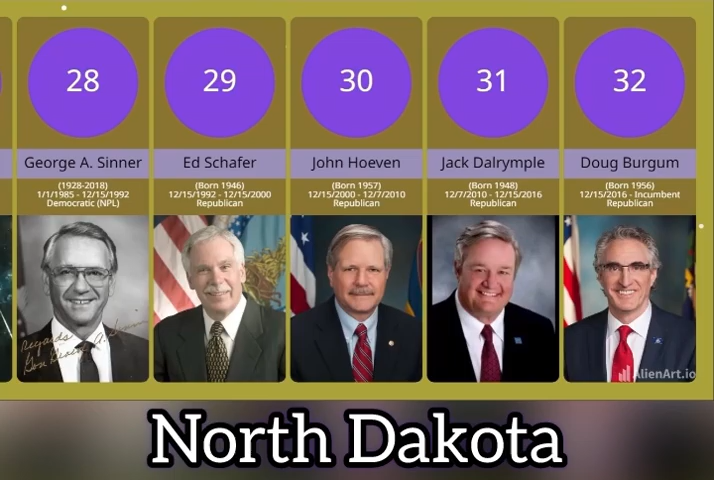 28
29
30
31
32
George A. Sinner
Ed Schafer
John Hoeven
Jack Dalrymple
Doug Burgum
(1928-2018)
1/1/1985 - 12/15/1992
Democratic (NPL)
(Born 1946)
12/15/1992 - 12/15/2000
Republican
(Born 1957)
12/15/2000 - 12/7/2010
Republican
(Born 1948)
12/7/2010 - 12/15/2016
Republican
(Born 1956)
12/15/2016 - Incumbent
Republican
Regards
AlienArt.io
North Dakota